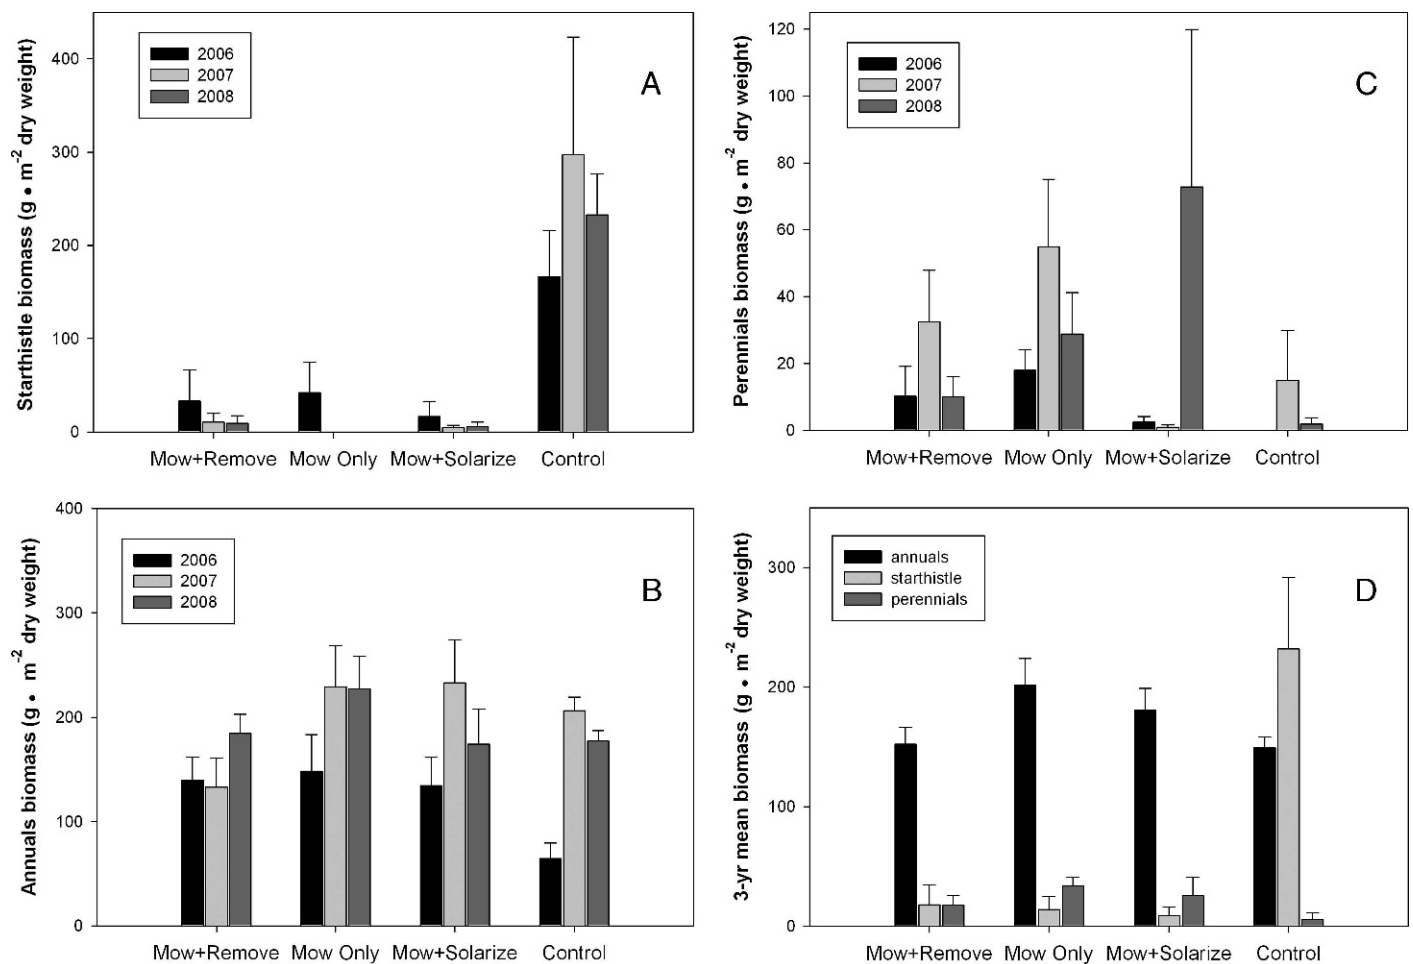 Starthistle biomass (g • m⁻² dry weight)
400
300
200
100
0
2006
2007
2008
A
Mow+Remove Mow Only Mow+Solarize Control
Perennials biomass (g • m⁻² dry weight)
120
100
80
60
40
20
0
2006
2007
2008
C
Mow+Remove Mow Only Mow+Solarize Control
Annuals biomass (g • m⁻² dry weight)
400
300
200
100
0
2006
2007
2008
B
Mow+Remove Mow Only Mow+Solarize Control
3-yr mean biomass (g • m⁻² dry weight)
300
200
100
0
annuals
starthistle
perennials
D
Mow+Remove Mow Only Mow+Solarize Control